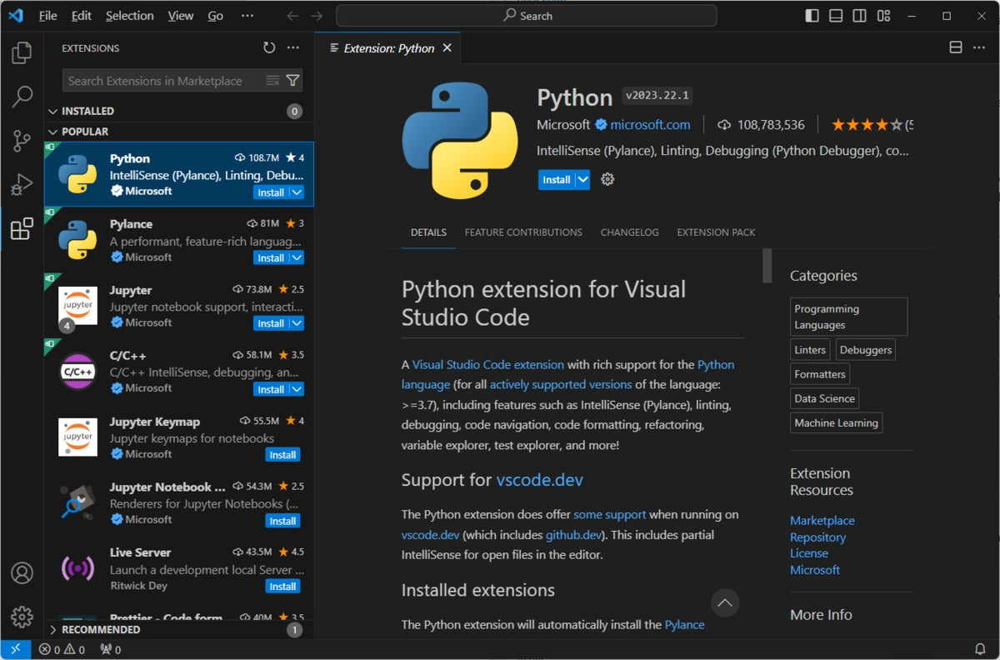 File Edit Selection View Go ··· Search
EXTENSIONS
Extension: Python
Search Extensions in Marketplace
INSTALLED 0
POPULAR
Python 108.7M 4
IntelliSense (Pylance), Linting, Debu...
Microsoft Install
Pylance 81M 3
A performant, feature-rich languag...
Microsoft Install
Jupyter 73.8M 2.5
jupyter
Jupyter notebook support, interacti...
4
Microsoft Install
C/C++ 58.1M 3.5
C/C++
C/C++ IntelliSense, debugging, an...
Microsoft Install
Jupyter Keymap 55.5M 4
jupyter
Jupyter keymaps for notebooks
Microsoft Install
Jupyter Notebook ... 54.3M 2.5
Renderers for Jupyter Notebooks (...
Microsoft Install
Live Server 43.5M 4.5
Launch a development local Server ...
Ritwick Dey Install
Prettier - Code form... 40M 3.5
RECOMMENDED 1
0 0 0
Python v2023.22.1
Microsoft microsoft.com 108,783,536 (5
IntelliSense (Pylance), Linting, Debugging (Python Debugger), co...
Install
DETAILS FEATURE CONTRIBUTIONS CHANGELOG EXTENSION PACK
Python extension for Visual
Studio Code
A Visual Studio Code extension with rich support for the Python
language (for all actively supported versions of the language:
>=3.7), including features such as IntelliSense (Pylance), linting,
debugging, code navigation, code formatting, refactoring,
variable explorer, test explorer, and more!
Support for vscode.dev
The Python extension does offer some support when running on
vscode.dev (which includes github.dev). This includes partial
IntelliSense for open files in the editor.
Installed extensions
The Python extension will automatically install the Pylance
Categories
Programming
Languages
Linters Debuggers
Formatters
Data Science
Machine Learning
Extension
Resources
Marketplace
Repository
License
Microsoft
More Info